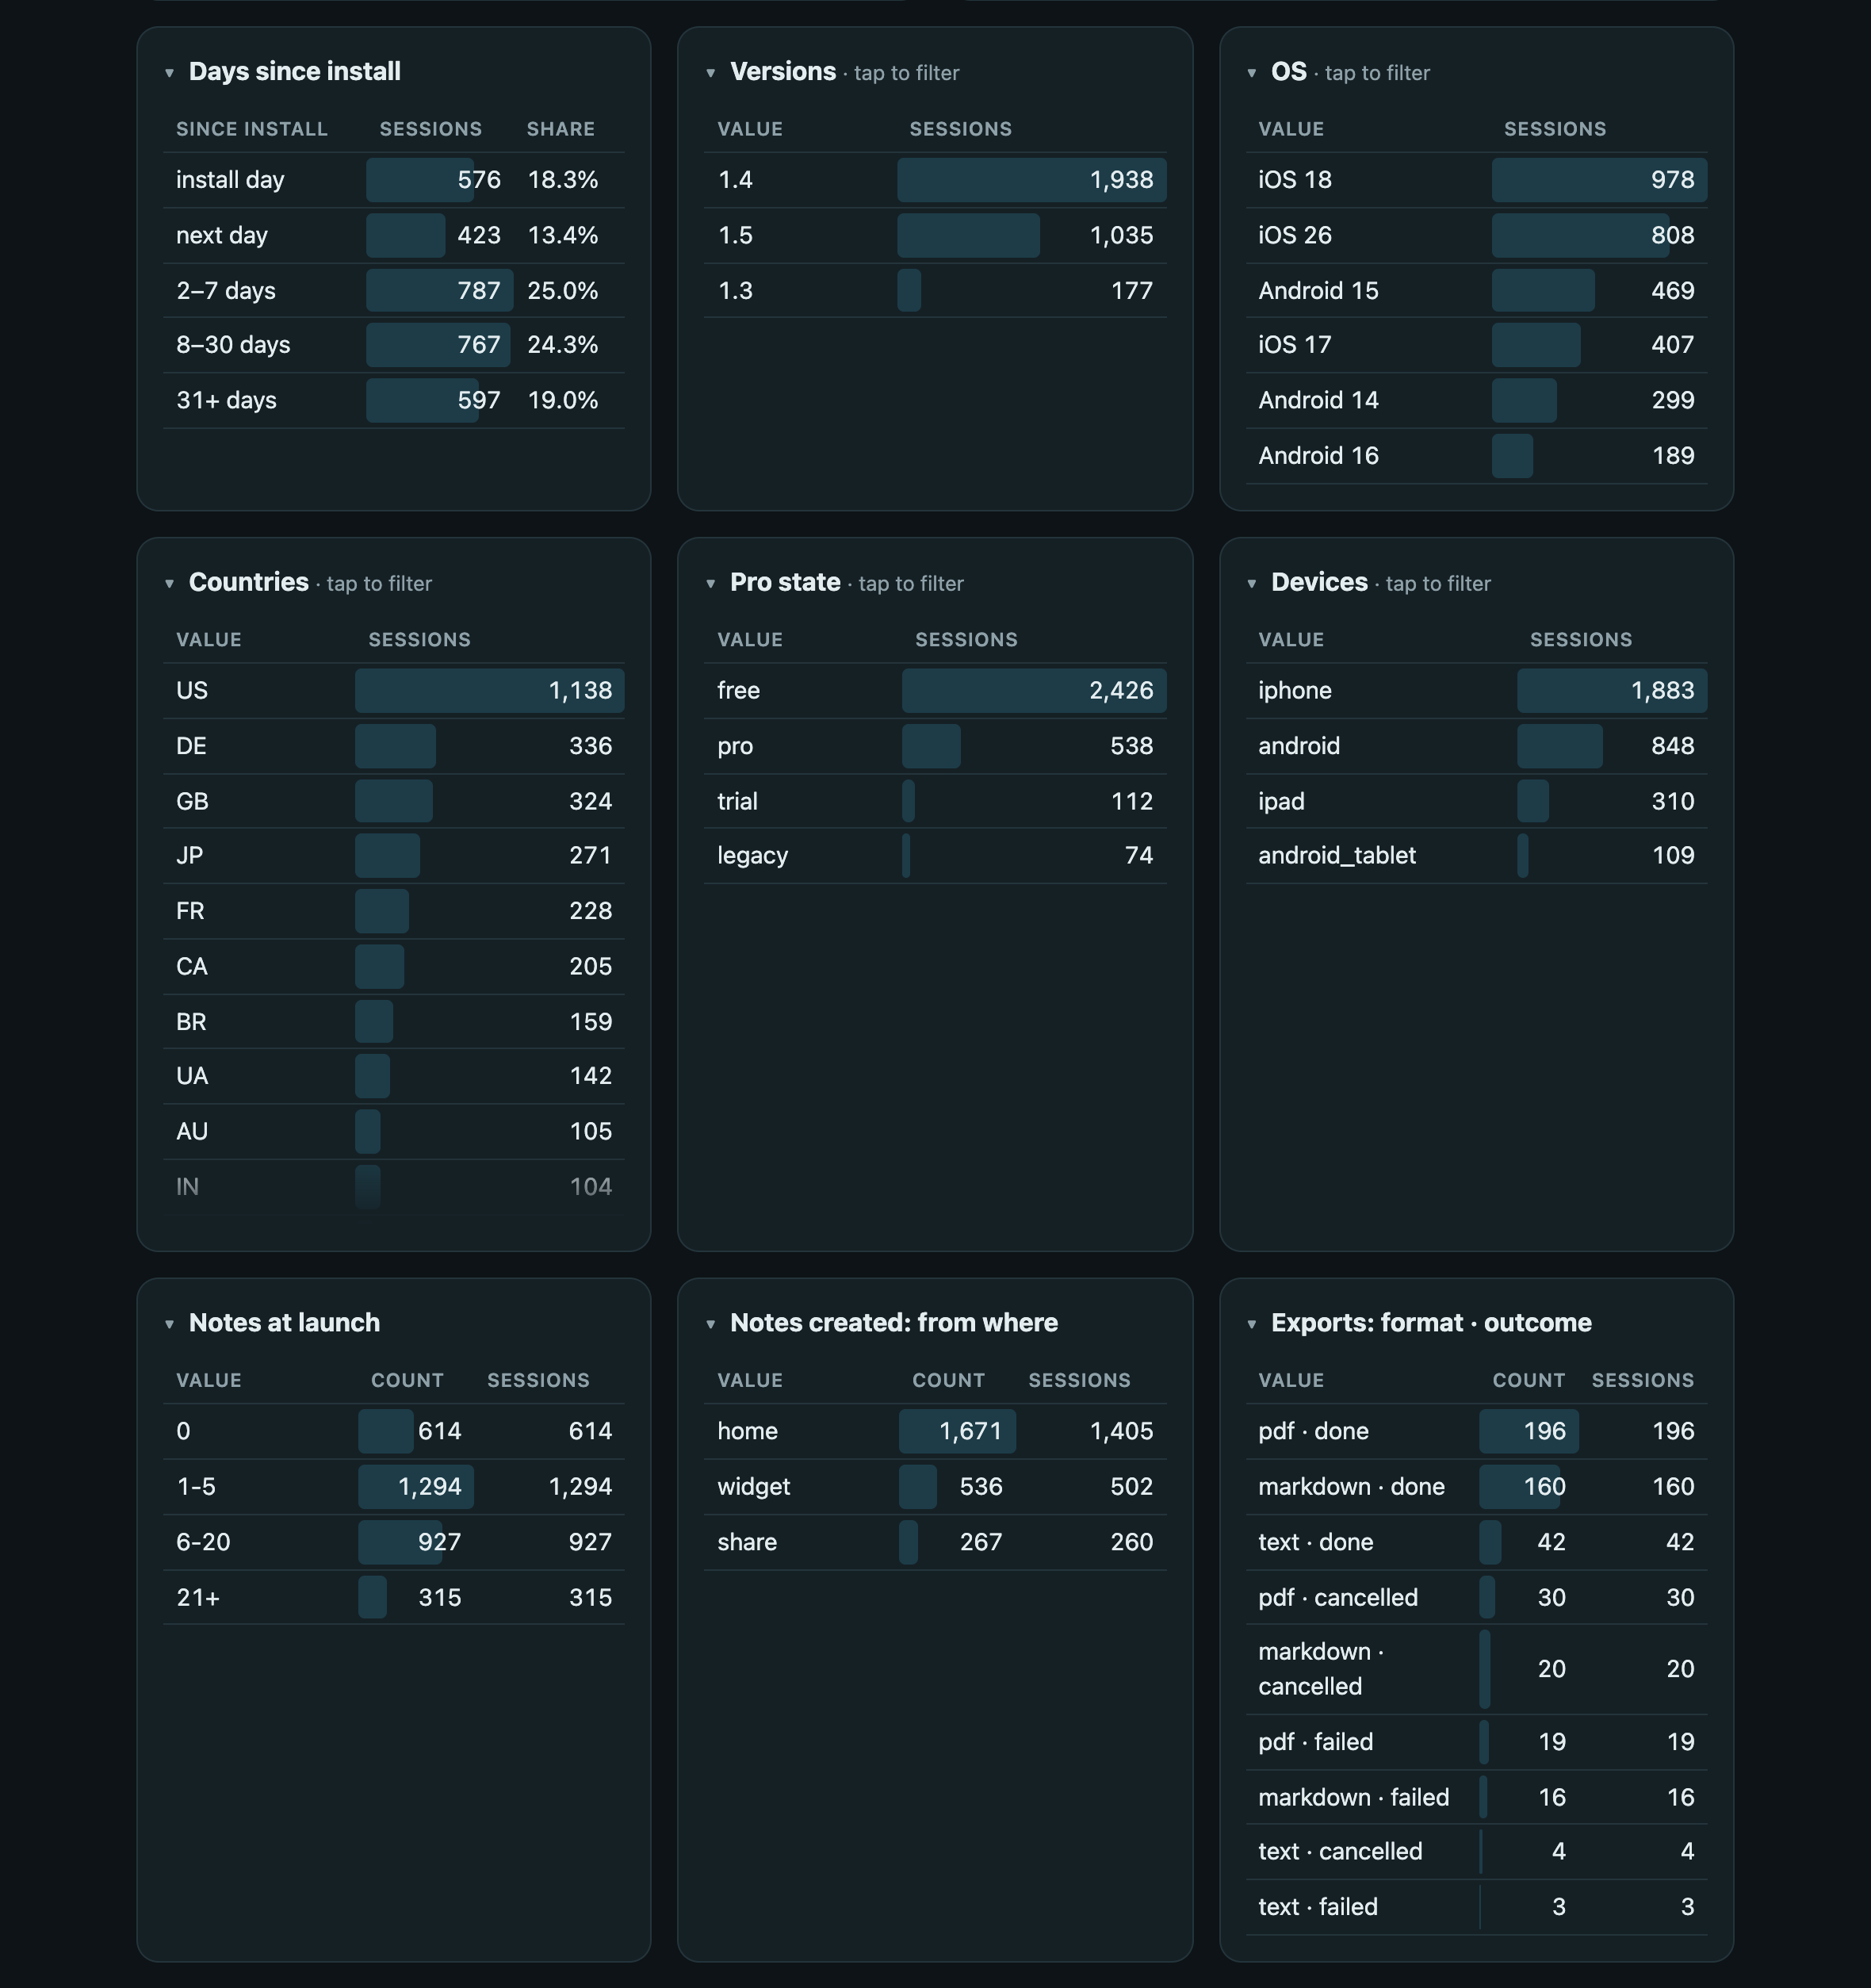 ▾ Days since install
SINCE INSTALL SESSIONS SHARE
install day 576 18.3%
next day 423 13.4%
2–7 days 787 25.0%
8–30 days 767 24.3%
31+ days 597 19.0%
▾ Versions · tap to filter
VALUE SESSIONS
1.4 1,938
1.5 1,035
1.3 177
▾ OS · tap to filter
VALUE SESSIONS
iOS 18 978
iOS 26 808
Android 15 469
iOS 17 407
Android 14 299
Android 16 189
▾ Countries · tap to filter
VALUE SESSIONS
US 1,138
DE 336
GB 324
JP 271
FR 228
CA 205
BR 159
UA 142
AU 105
IN 104
▾ Pro state · tap to filter
VALUE SESSIONS
free 2,426
pro 538
trial 112
legacy 74
▾ Devices · tap to filter
VALUE SESSIONS
iphone 1,883
android 848
ipad 310
android_tablet 109
▾ Notes at launch
VALUE COUNT SESSIONS
0 614 614
1-5 1,294 1,294
6-20 927 927
21+ 315 315
▾ Notes created: from where
VALUE COUNT SESSIONS
home 1,671 1,405
widget 536 502
share 267 260
▾ Exports: format · outcome
VALUE COUNT SESSIONS
pdf · done 196 196
markdown · done 160 160
text · done 42 42
pdf · cancelled 30 30
markdown ·
cancelled 20 20
pdf · failed 19 19
markdown · failed 16 16
text · cancelled 4 4
text · failed 3 3